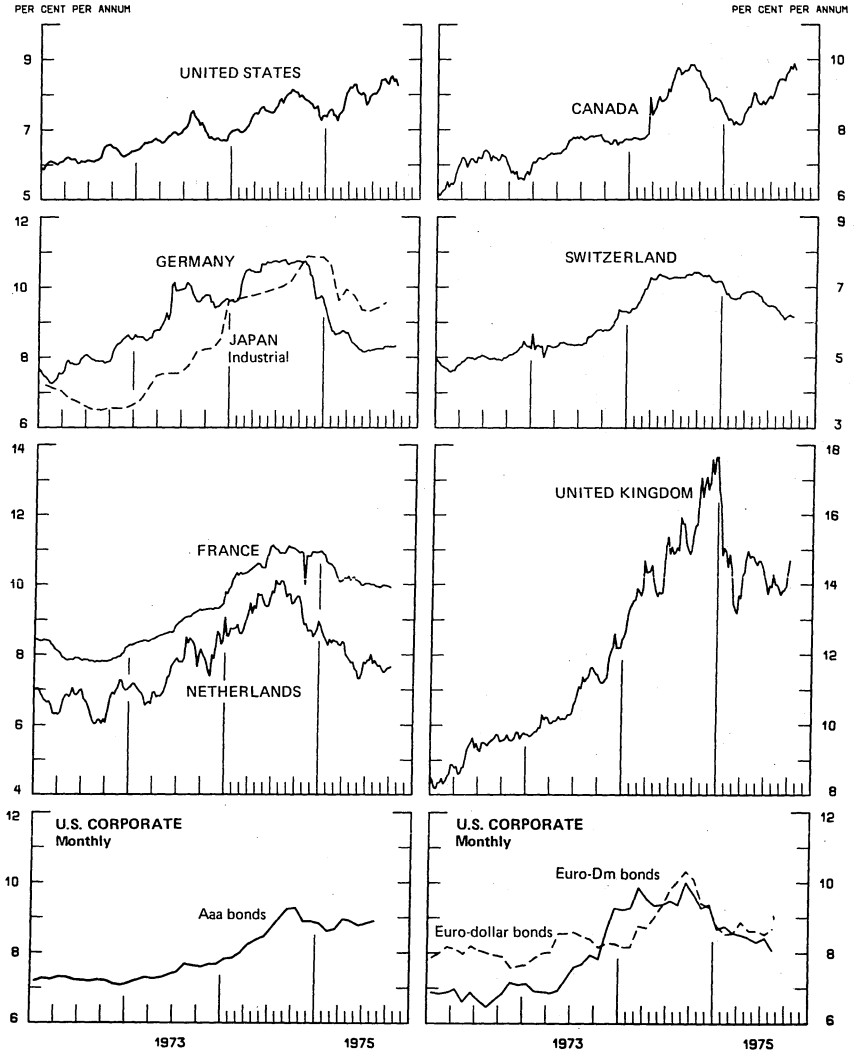 PER CENT PER ANNUM
PER CENT PER ANNUM
9
7
5
UNITED STATES
10
8
6
CANADA
12
10
8
6
GERMANY
JAPAN
Industrial
9
7
5
3
SWITZERLAND
14
12
10
8
6
4
FRANCE
NETHERLANDS
18
16
14
12
10
8
UNITED KINGDOM
12
10
8
6
U.S. CORPORATE
Monthly
Aaa bonds
1973
1975
12
10
8
6
U.S. CORPORATE
Monthly
Euro-Dm bonds
Euro-dollar bonds
1973
1975